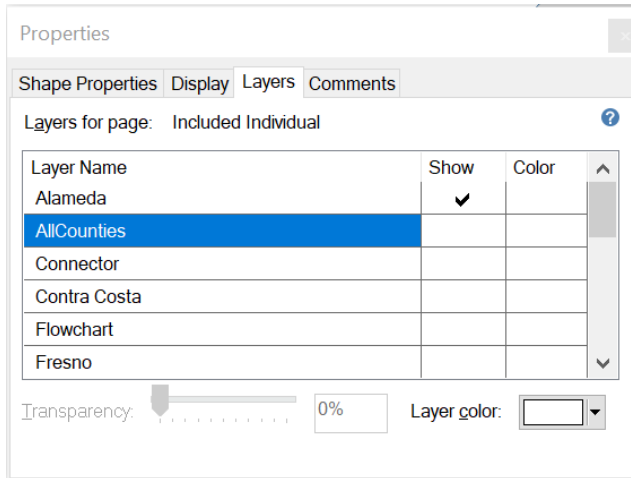 Properties
Shape Properties Display Layers Comments
Layers for page: Included Individual
?
Layer Name Show Color
Alameda
AllCounties
Connector
Contra Costa
Flowchart
Fresno
Transparency: 0% Layer color: